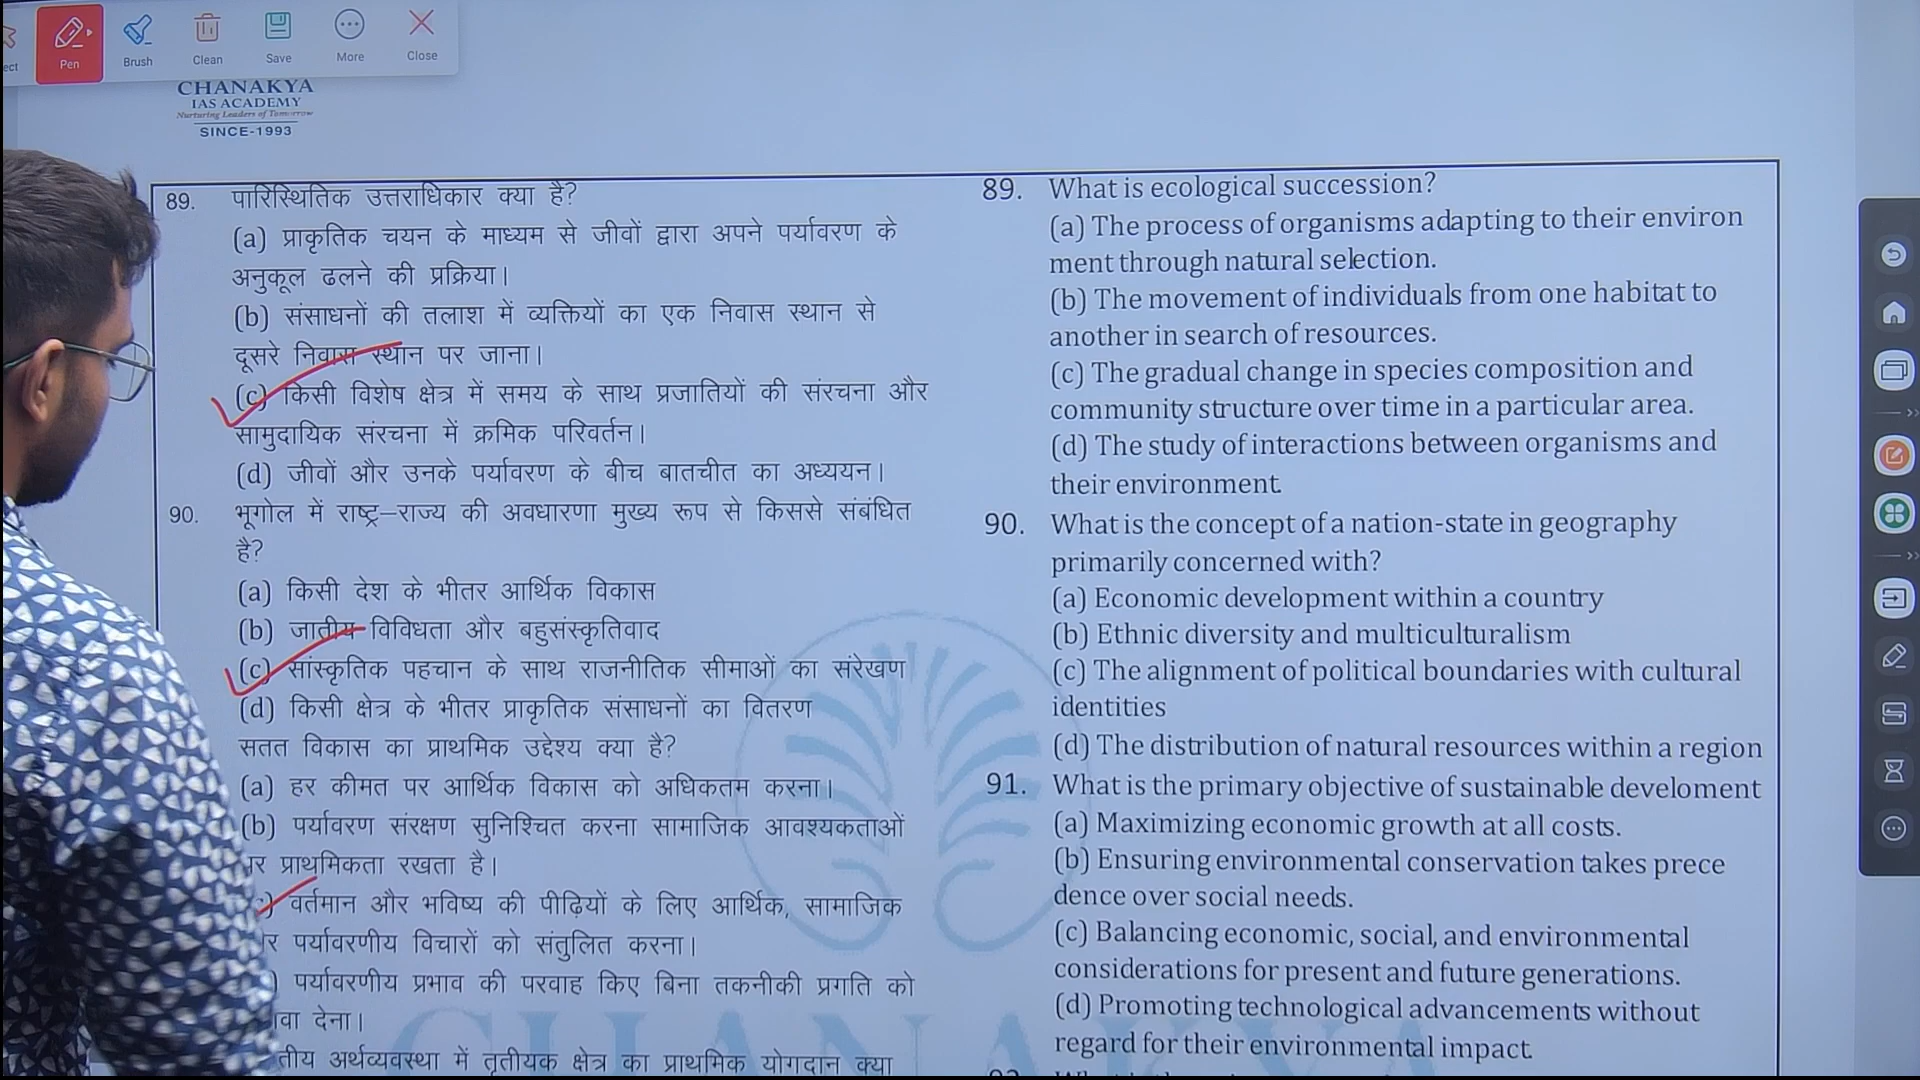 Pen
Brush
Clean
Save
More
Close
ect
CHANAKYA
IAS ACADEMY
Nurturing Leaders of Tomorrow
SINCE-1993
89. पारिस्थितिक उत्तराधिकार क्या है?
(a) प्राकृतिक चयन के माध्यम से जीवों द्वारा अपने पर्यावरण के
अनुकूल ढलने की प्रक्रिया।
(b) संसाधनों की तलाश में व्यक्तियों का एक निवास स्थान से
दूसरे निवास स्थान पर जाना।
(c) किसी विशेष क्षेत्र में समय के साथ प्रजातियों की संरचना और
सामुदायिक संरचना में क्रमिक परिवर्तन।
(d) जीवों और उनके पर्यावरण के बीच बातचीत का अध्ययन।
90. भूगोल में राष्ट्र–राज्य की अवधारणा मुख्य रूप से किससे संबंधित
है?
(a) किसी देश के भीतर आर्थिक विकास
(b) जातीय विविधता और बहुसंस्कृतिवाद
(c) सांस्कृतिक पहचान के साथ राजनीतिक सीमाओं का संरेखण
(d) किसी क्षेत्र के भीतर प्राकृतिक संसाधनों का वितरण
सतत विकास का प्राथमिक उद्देश्य क्या है?
(a) हर कीमत पर आर्थिक विकास को अधिकतम करना।
(b) पर्यावरण संरक्षण सुनिश्चित करना सामाजिक आवश्यकताओं
प्राथमिकता रखता है।
वर्तमान और भविष्य की पीढ़ियों के लिए आर्थिक, सामाजिक
पर्यावरणीय विचारों को संतुलित करना।
पर्यावरणीय प्रभाव की परवाह किए बिना तकनीकी प्रगति को
देना।
अर्थव्यवस्था में तृतीयक क्षेत्र का प्राथमिक योगदान क्या
89. What is ecological succession?
(a) The process of organisms adapting to their environ
ment through natural selection.
(b) The movement of individuals from one habitat to
another in search of resources.
(c) The gradual change in species composition and
community structure over time in a particular area.
(d) The study of interactions between organisms and
their environment.
90. What is the concept of a nation-state in geography
primarily concerned with?
(a) Economic development within a country
(b) Ethnic diversity and multiculturalism
(c) The alignment of political boundaries with cultural
identities
(d) The distribution of natural resources within a region
91. What is the primary objective of sustainable develoment
(a) Maximizing economic growth at all costs.
(b) Ensuring environmental conservation takes prece
dence over social needs.
(c) Balancing economic, social, and environmental
considerations for present and future generations.
(d) Promoting technological advancements without
regard for their environmental impact.
CHANAKYA